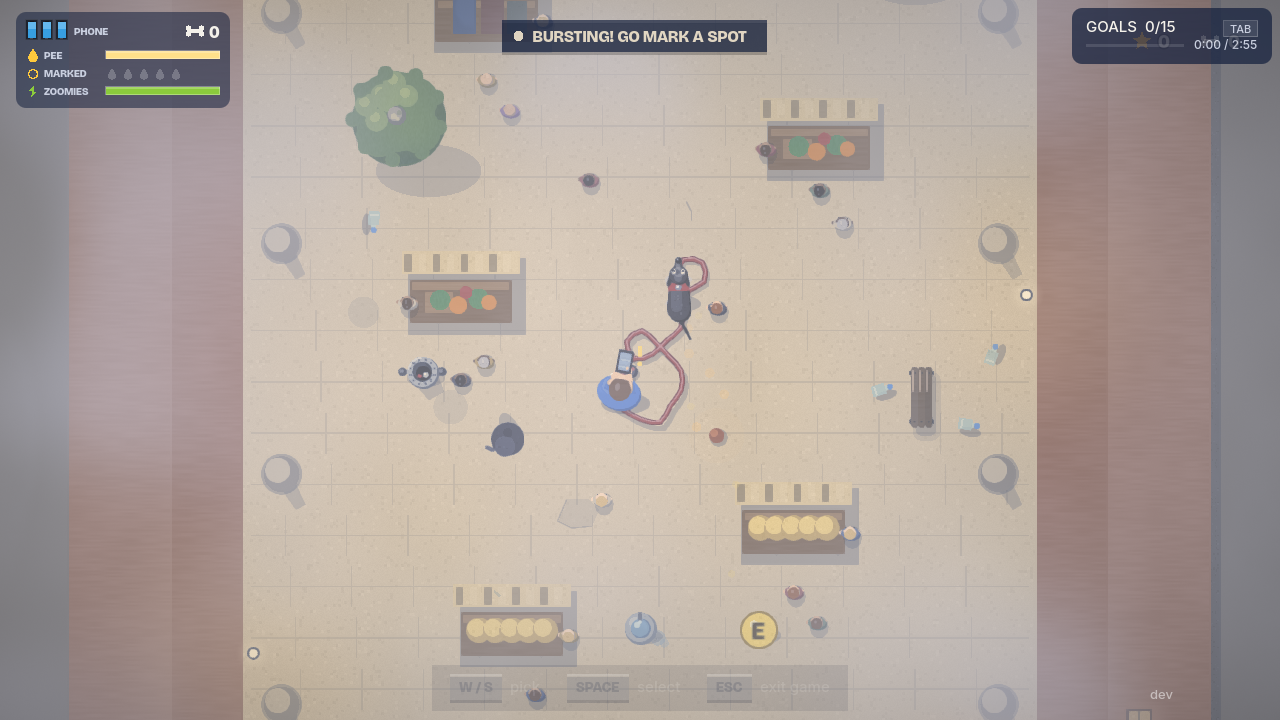 PHONE 0
PEE
MARKED
ZOOMIES
BURSTING! GO MARK A SPOT
GOALS 0/15 TAB
0 0:00 / 2:55
E
W / S pick SPACE select ESC exit game
dev